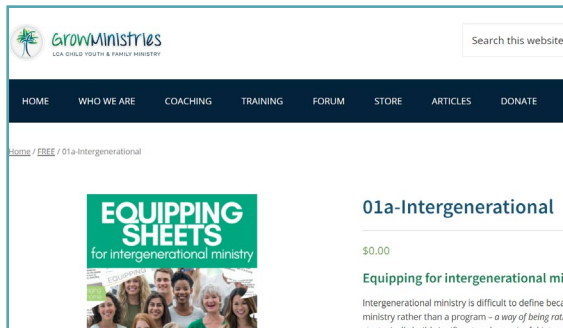 GrowMinistries
LCA CHILD YOUTH & FAMILY MINISTRY
Search this website
HOME WHO WE ARE COACHING TRAINING FORUM STORE ARTICLES DONATE
Home / FREE / 01a-Intergenerational
EQUIPPING
SHEETS
for intergenerational ministry
EQUIPPING
01a-Intergenerational
$0.00
Equipping for intergenerational mi
Intergenerational ministry is difficult to define beca
ministry rather than a program – a way of being rat